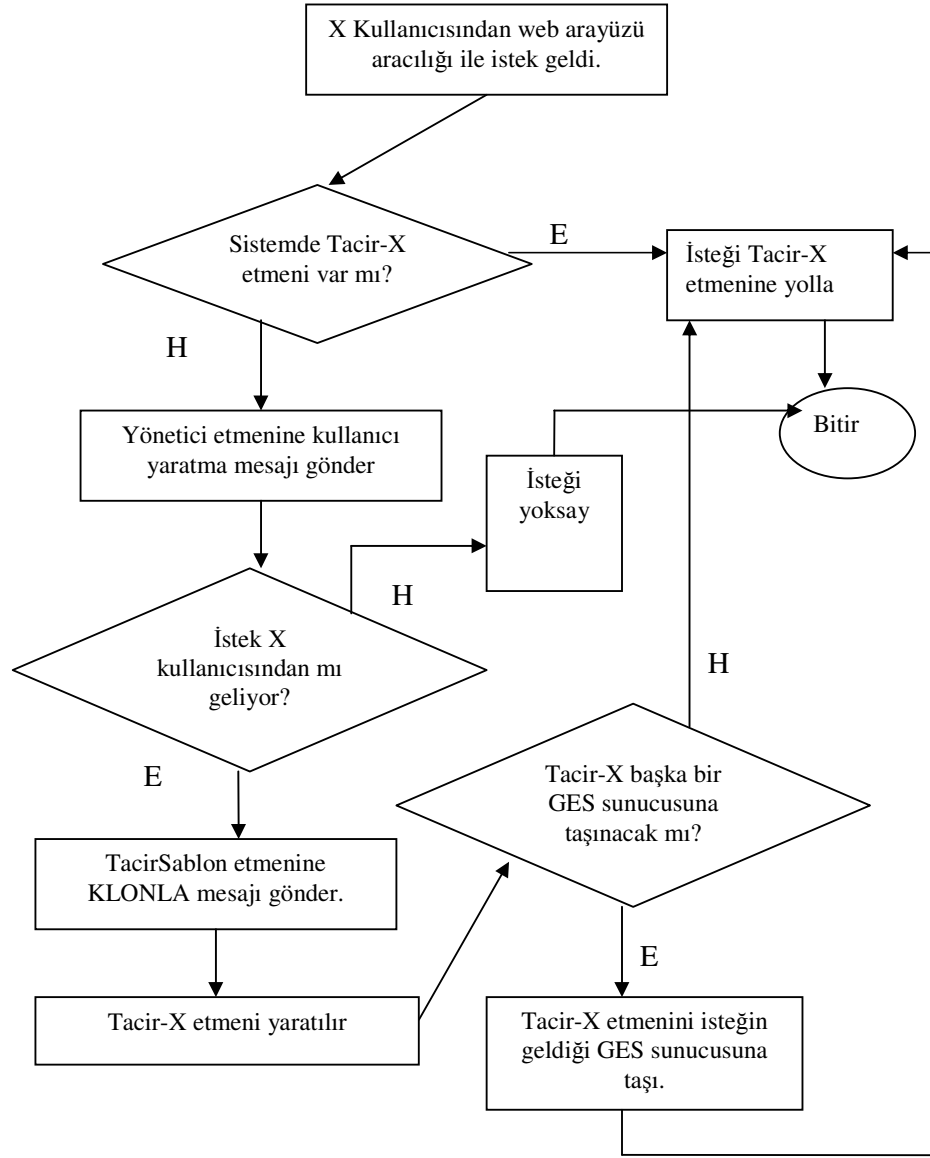 X Kullanıcısından web arayüzü
aracılığı ile istek geldi.
Sistemde Tacir-X
etmeni var mı?
E
İsteği Tacir-X
etmenine yolla
H
Bitir
Yönetici etmenine kullanıcı
yaratma mesajı gönder
İsteği
yoksay
H
İstek X
kullanıcısından mı
geliyor?
H
E
Tacir-X başka bir
GES sunucusuna
taşınacak mı?
TacirSablon etmenine
KLONLA mesajı gönder.
E
Tacir-X etmeni yaratılır
Tacir-X etmenini isteğin
geldiği GES sunucusuna
taşı.